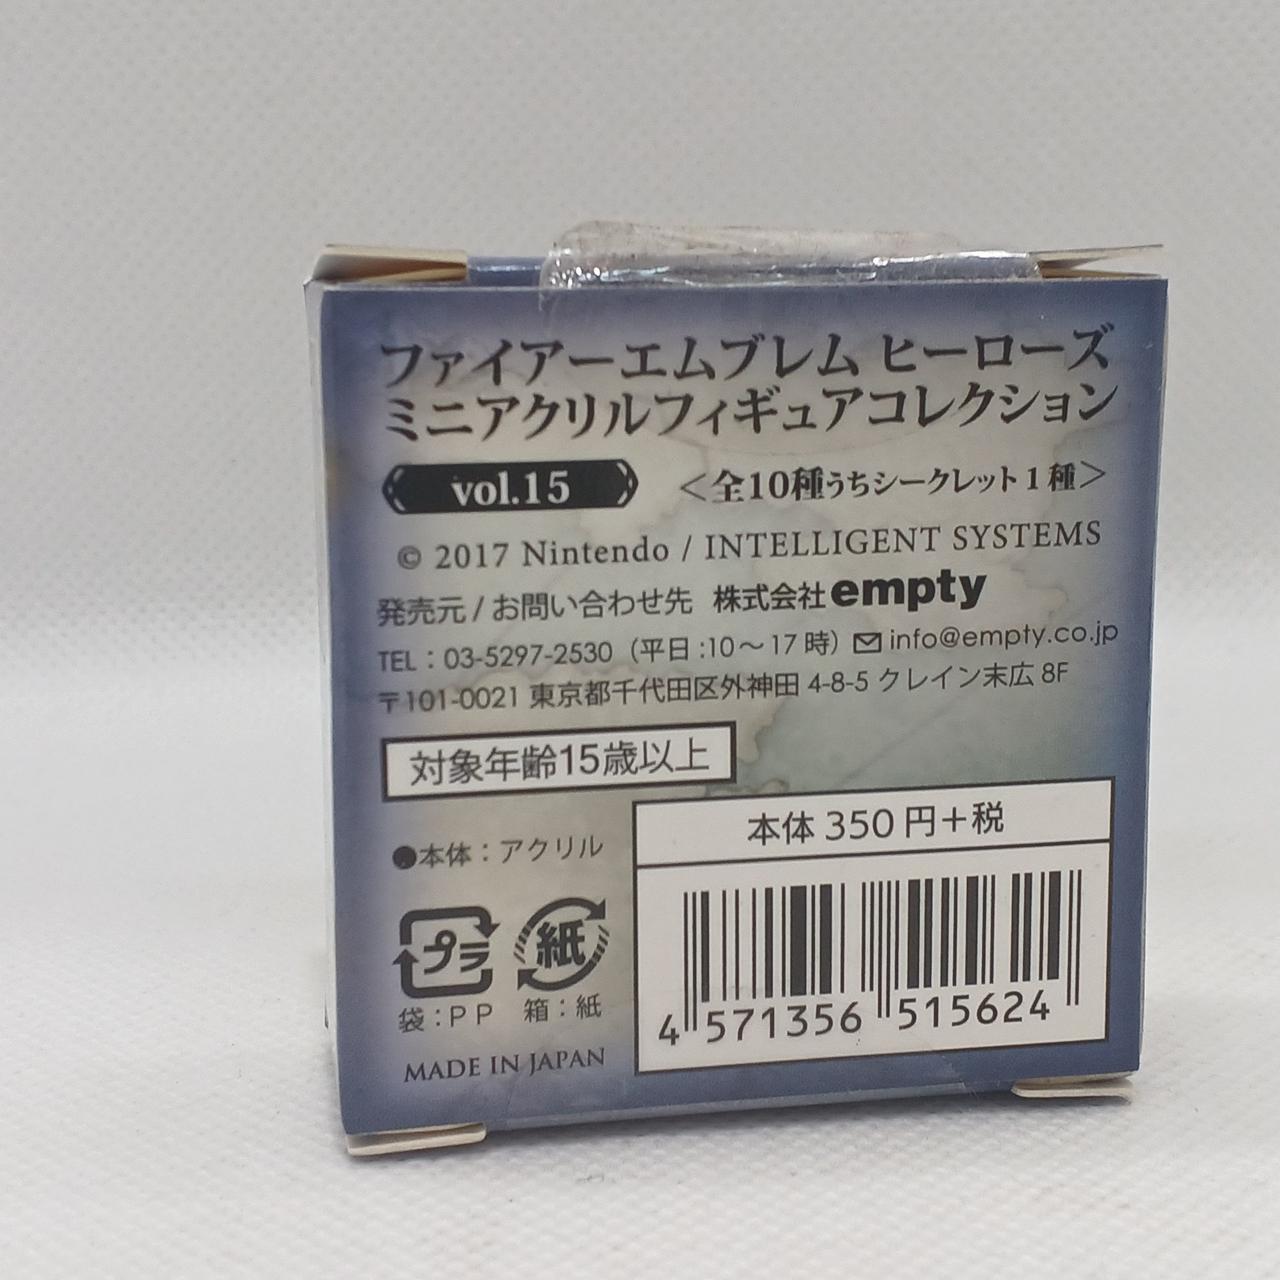 ファイアーエムブレム ヒーローズ
ミニアクリルフィギュアコレクション
vol.15 <全10種うちシークレット1種>
© 2017 Nintendo / INTELLIGENT SYSTEMS
発売元 / お問い合わせ先 株式会社empty
TEL：03-5297-2530（平日:10〜17時）info@empty.co.jp
〒101-0021 東京都千代田区外神田 4-8-5 クレイン末広 8F
対象年齢15歳以上
本体 350 円＋税
●本体：アクリル
プラ 紙
袋：PP 箱：紙
4 571356 515624
MADE IN JAPAN